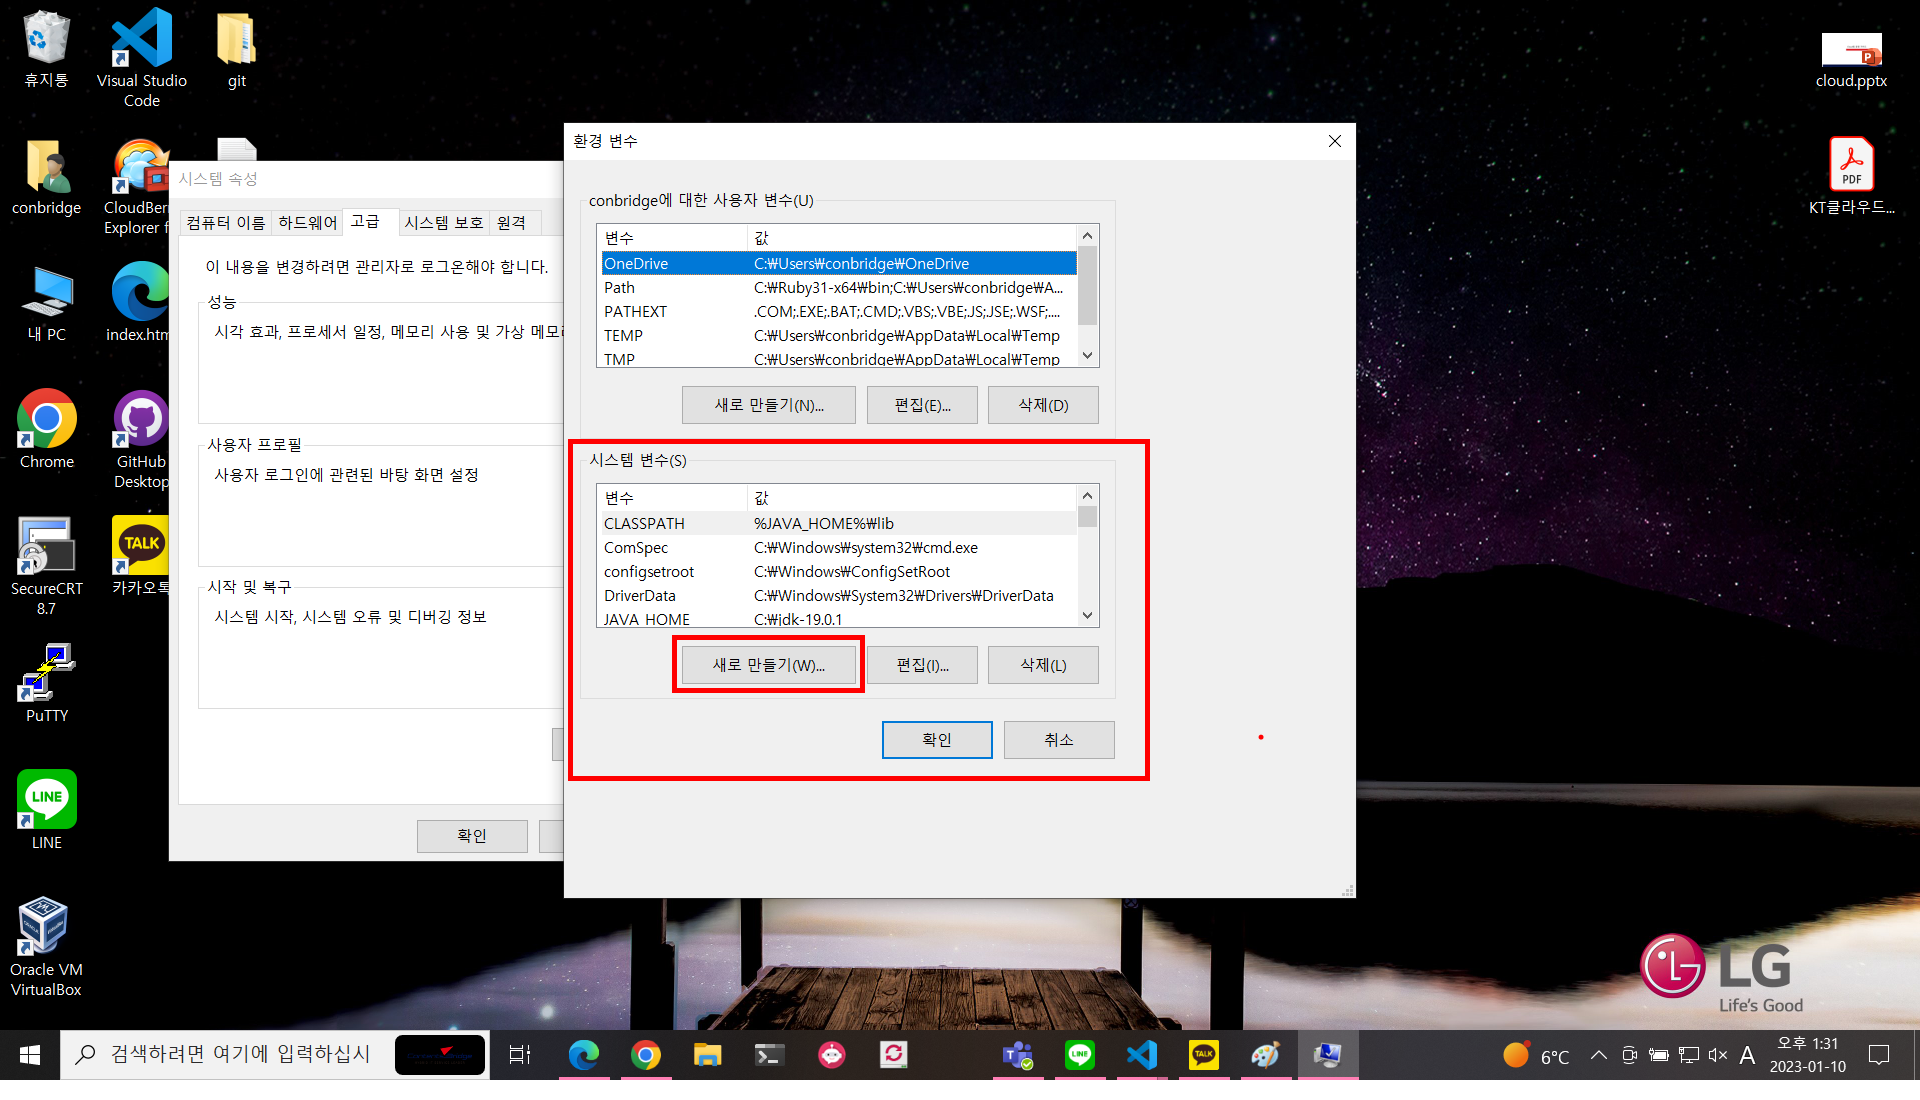 휴지통
Visual Studio
Code
git
cloud.pptx
conbridge
CloudBer
Explorer f
PDF
KT클라우드...
내 PC
index.htm
Chrome
GitHub
Desktop
SecureCRT
8.7
TALK
카카오톡
PuTTY
LINE
LINE
Oracle VM
VirtualBox
시스템 속성
컴퓨터 이름
하드웨어
고급
시스템 보호
원격
이 내용을 변경하려면 관리자로 로그온해야 합니다.
성능
시각 효과, 프로세서 일정, 메모리 사용 및 가상 메모리
사용자 프로필
사용자 로그인에 관련된 바탕 화면 설정
시작 및 복구
시스템 시작, 시스템 오류 및 디버깅 정보
확인
환경 변수
conbridge에 대한 사용자 변수(U)
변수 값
OneDrive C:₩Users₩conbridge₩OneDrive
Path C:₩Ruby31-x64₩bin;C:₩Users₩conbridge₩A...
PATHEXT .COM;.EXE;.BAT;.CMD;.VBS;.VBE;.JS;.JSE;.WSF;....
TEMP C:₩Users₩conbridge₩AppData₩Local₩Temp
TMP C:₩Users₩conbridge₩AppData₩Local₩Temp
새로 만들기(N)...
편집(E)...
삭제(D)
시스템 변수(S)
변수 값
CLASSPATH %JAVA_HOME%₩lib
ComSpec C:₩Windows₩system32₩cmd.exe
configsetroot C:₩Windows₩ConfigSetRoot
DriverData C:₩Windows₩System32₩Drivers₩DriverData
JAVA_HOME C:₩jdk-19.0.1
새로 만들기(W)...
편집(I)...
삭제(L)
확인
취소
LG
Life's Good
검색하려면 여기에 입력하십시
LINE
TALK
6°C
A
오후 1:31
2023-01-10